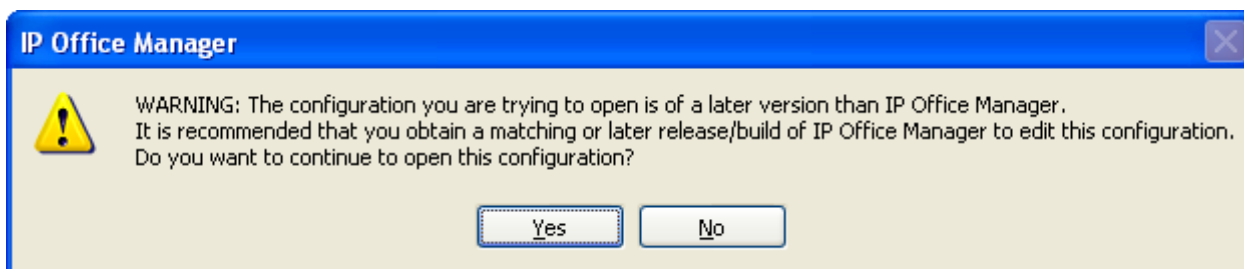 IP Office Manager
WARNING: The configuration you are trying to open is of a later version than IP Office Manager.
It is recommended that you obtain a matching or later release/build of IP Office Manager to edit this configuration.
Do you want to continue to open this configuration?
Yes
No